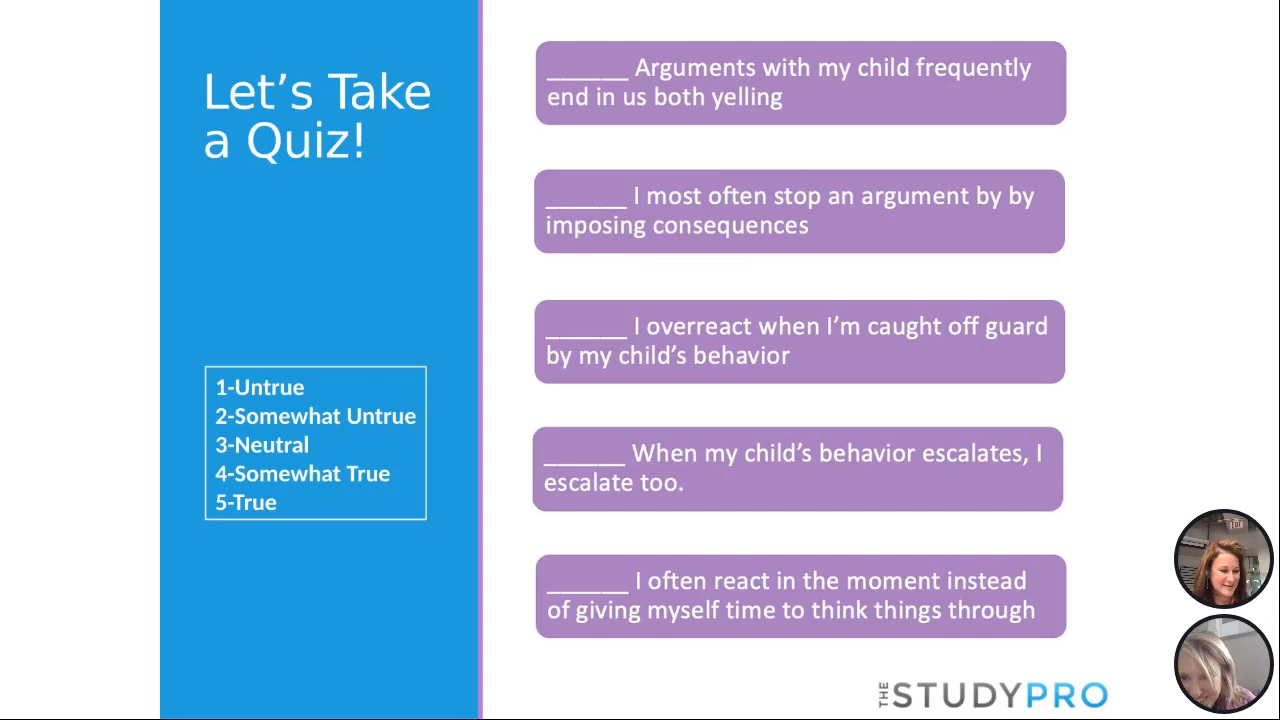 Let’s Take
a Quiz!
1-Untrue
2-Somewhat Untrue
3-Neutral
4-Somewhat True
5-True
______ Arguments with my child frequently
end in us both yelling
______ I most often stop an argument by by
imposing consequences
______ I overreact when I’m caught off guard
by my child’s behavior
______ When my child’s behavior escalates, I
escalate too.
______ I often react in the moment instead
of giving myself time to think things through
THE STUDYPRO